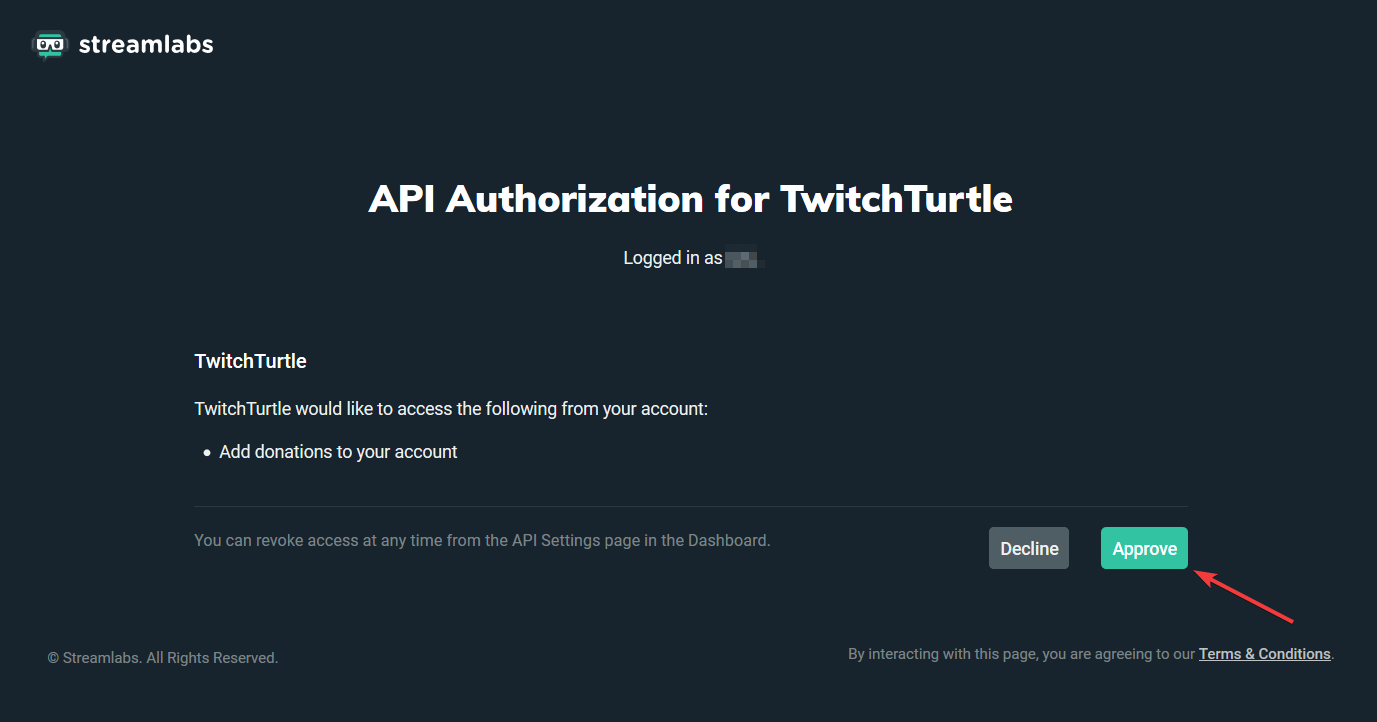 streamlabs
API Authorization for TwitchTurtle
Logged in as
TwitchTurtle
TwitchTurtle would like to access the following from your account:
• Add donations to your account
You can revoke access at any time from the API Settings page in the Dashboard.
Decline
Approve
© Streamlabs. All Rights Reserved.
By interacting with this page, you are agreeing to our Terms & Conditions.